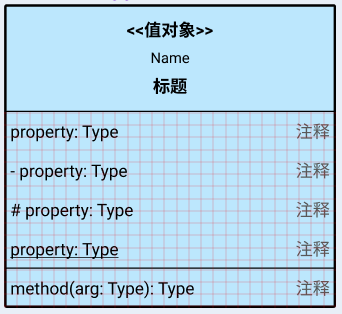 <<值对象>>
Name
标题
property: Type 注释
- property: Type 注释
# property: Type 注释
property: Type 注释
method(arg: Type): Type 注释